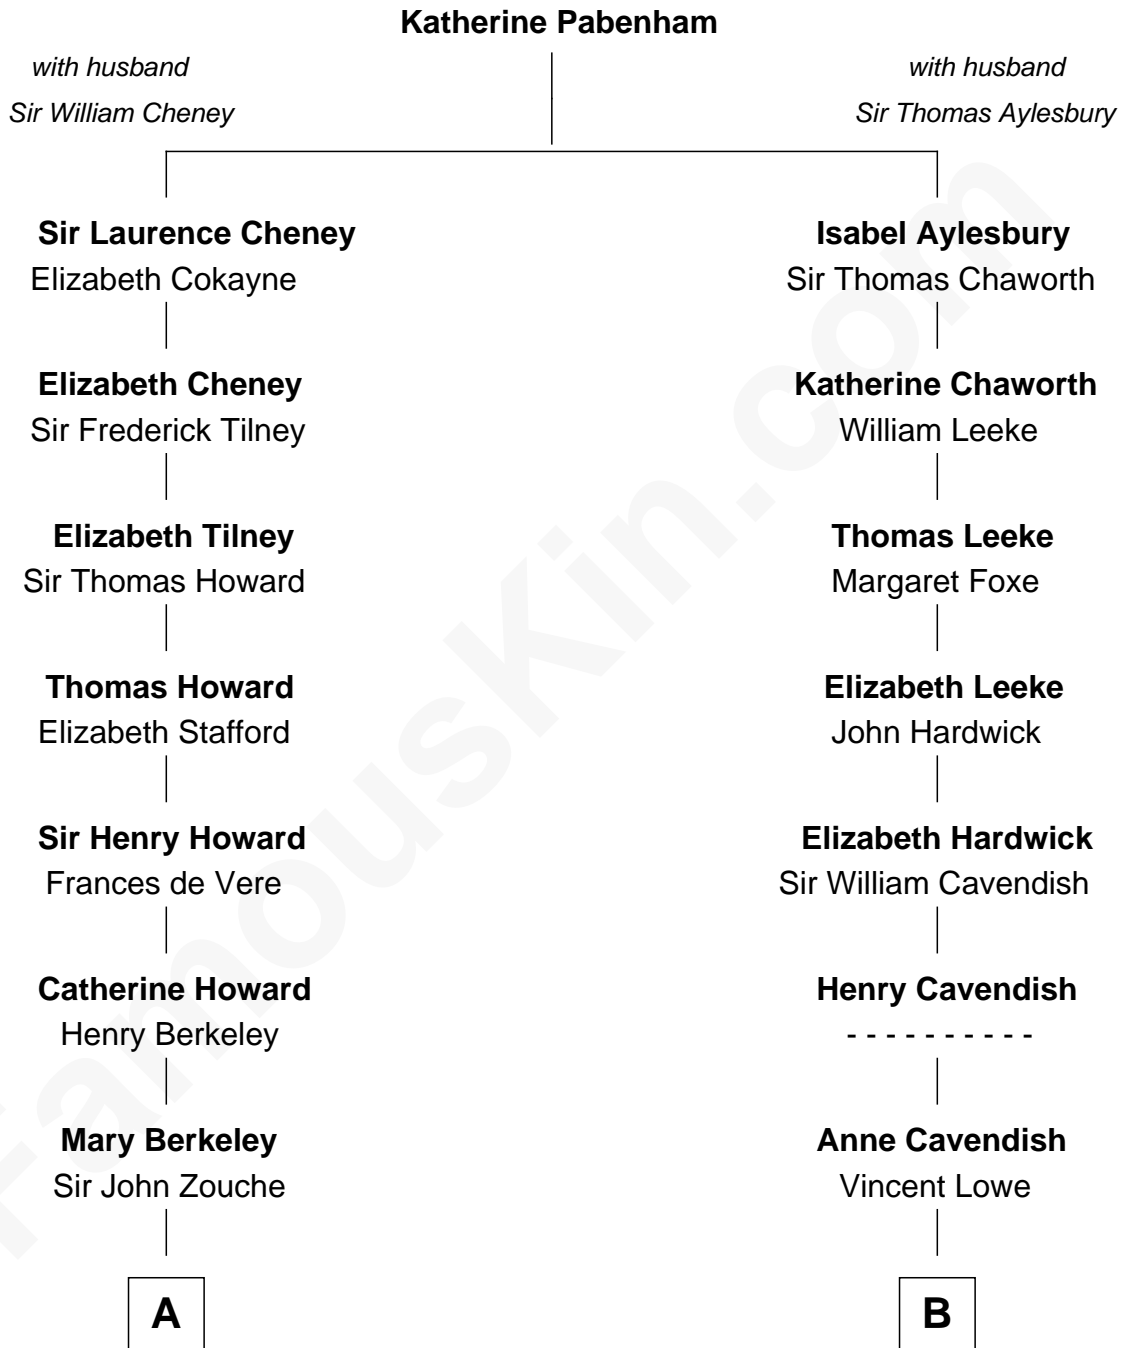 Katherine Pabenham
with husband
Sir William Cheney
with husband
Sir Thomas Aylesbury
Sir Laurence Cheney
Elizabeth Cokayne
Isabel Aylesbury
Sir Thomas Chaworth
Elizabeth Cheney
Sir Frederick Tilney
Katherine Chaworth
William Leeke
Elizabeth Tilney
Sir Thomas Howard
Thomas Leeke
Margaret Foxe
Thomas Howard
Elizabeth Stafford
Elizabeth Leeke
John Hardwick
Sir Henry Howard
Frances de Vere
Elizabeth Hardwick
Sir William Cavendish
Catherine Howard
Henry Berkeley
Henry Cavendish
- - - - - - - - - -
Mary Berkeley
Sir John Zouche
Anne Cavendish
Vincent Lowe
A
B
FamousKin.com